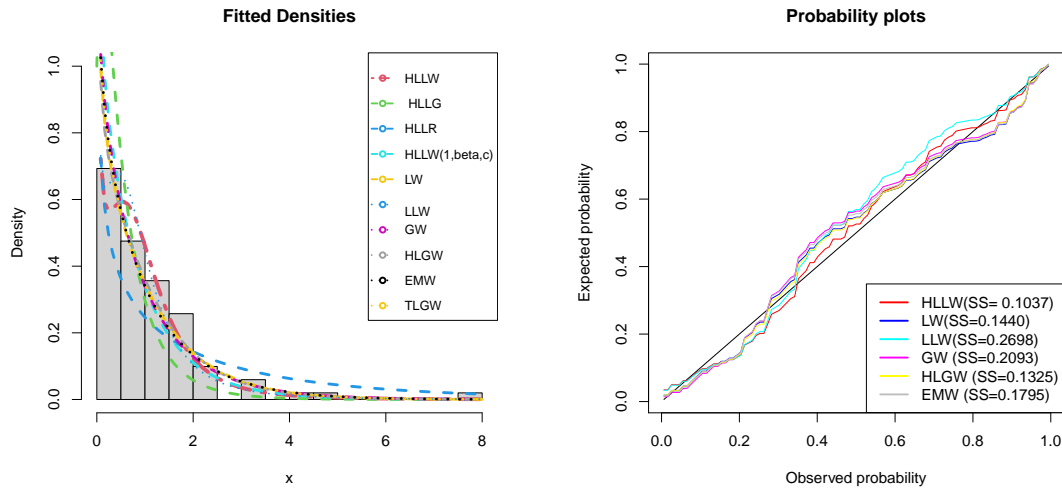 Fitted Densities
Density
0.0
0.2
0.4
0.6
0.8
1.0
0
2
4
6
8
x
HLLW
HLLG
HLLR
HLLW(1,beta,c)
LW
LLW
GW
HLGW
EMW
TLGW
Probability plots
Expected probability
0.0
0.2
0.4
0.6
0.8
1.0
0.0
0.2
0.4
0.6
0.8
1.0
Observed probability
HLLW(SS= 0.1037)
LW(SS=0.1440)
LLW(SS=0.2698)
GW (SS=0.2093)
HLGW (SS=0.1325)
EMW (SS=0.1795)